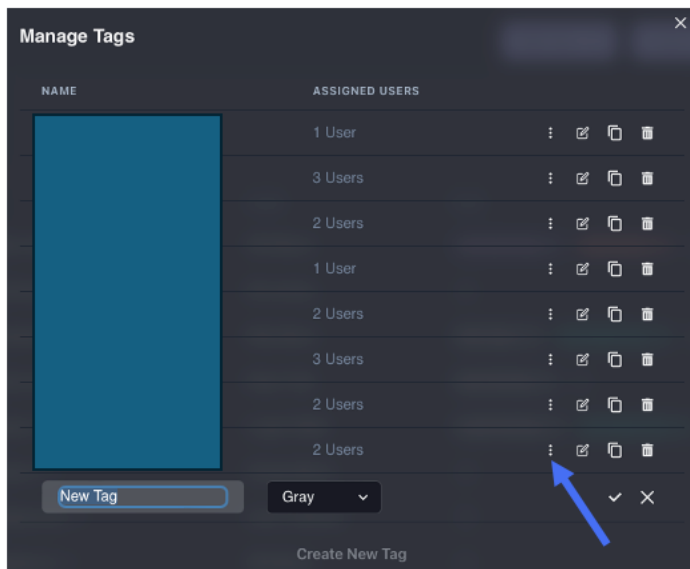 Manage Tags
NAME ASSIGNED USERS
1 User
3 Users
2 Users
1 User
2 Users
3 Users
2 Users
2 Users
New Tag Gray
Create New Tag